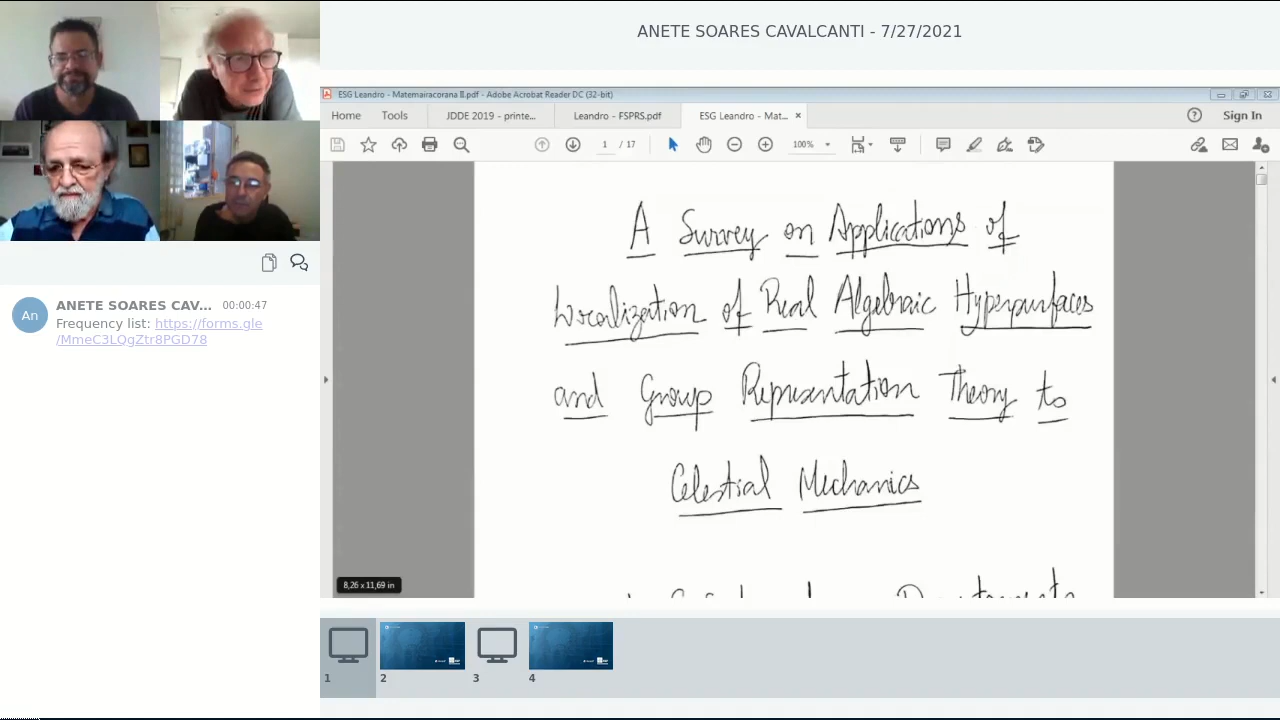 ANETE SOARES CAVALCANTI - 7/27/2021
ESG Leandro - Matemairacorana II.pdf - Adobe Acrobat Reader DC (32-bit)
Home Tools JDDE 2019 - printe... Leandro - FSPRS.pdf ESG Leandro - Mat... × Sign In
1 / 17 100%
A Survey on Applications of
Localization of Real Algebraic Hypersurfaces
and Group Representation Theory to
Celestial Mechanics
8,26 x 11,69 in
An
ANETE SOARES CAV... 00:00:47
Frequency list: https://forms.gle
/MmeC3LQgZtr8PGD78
1 2 3 4